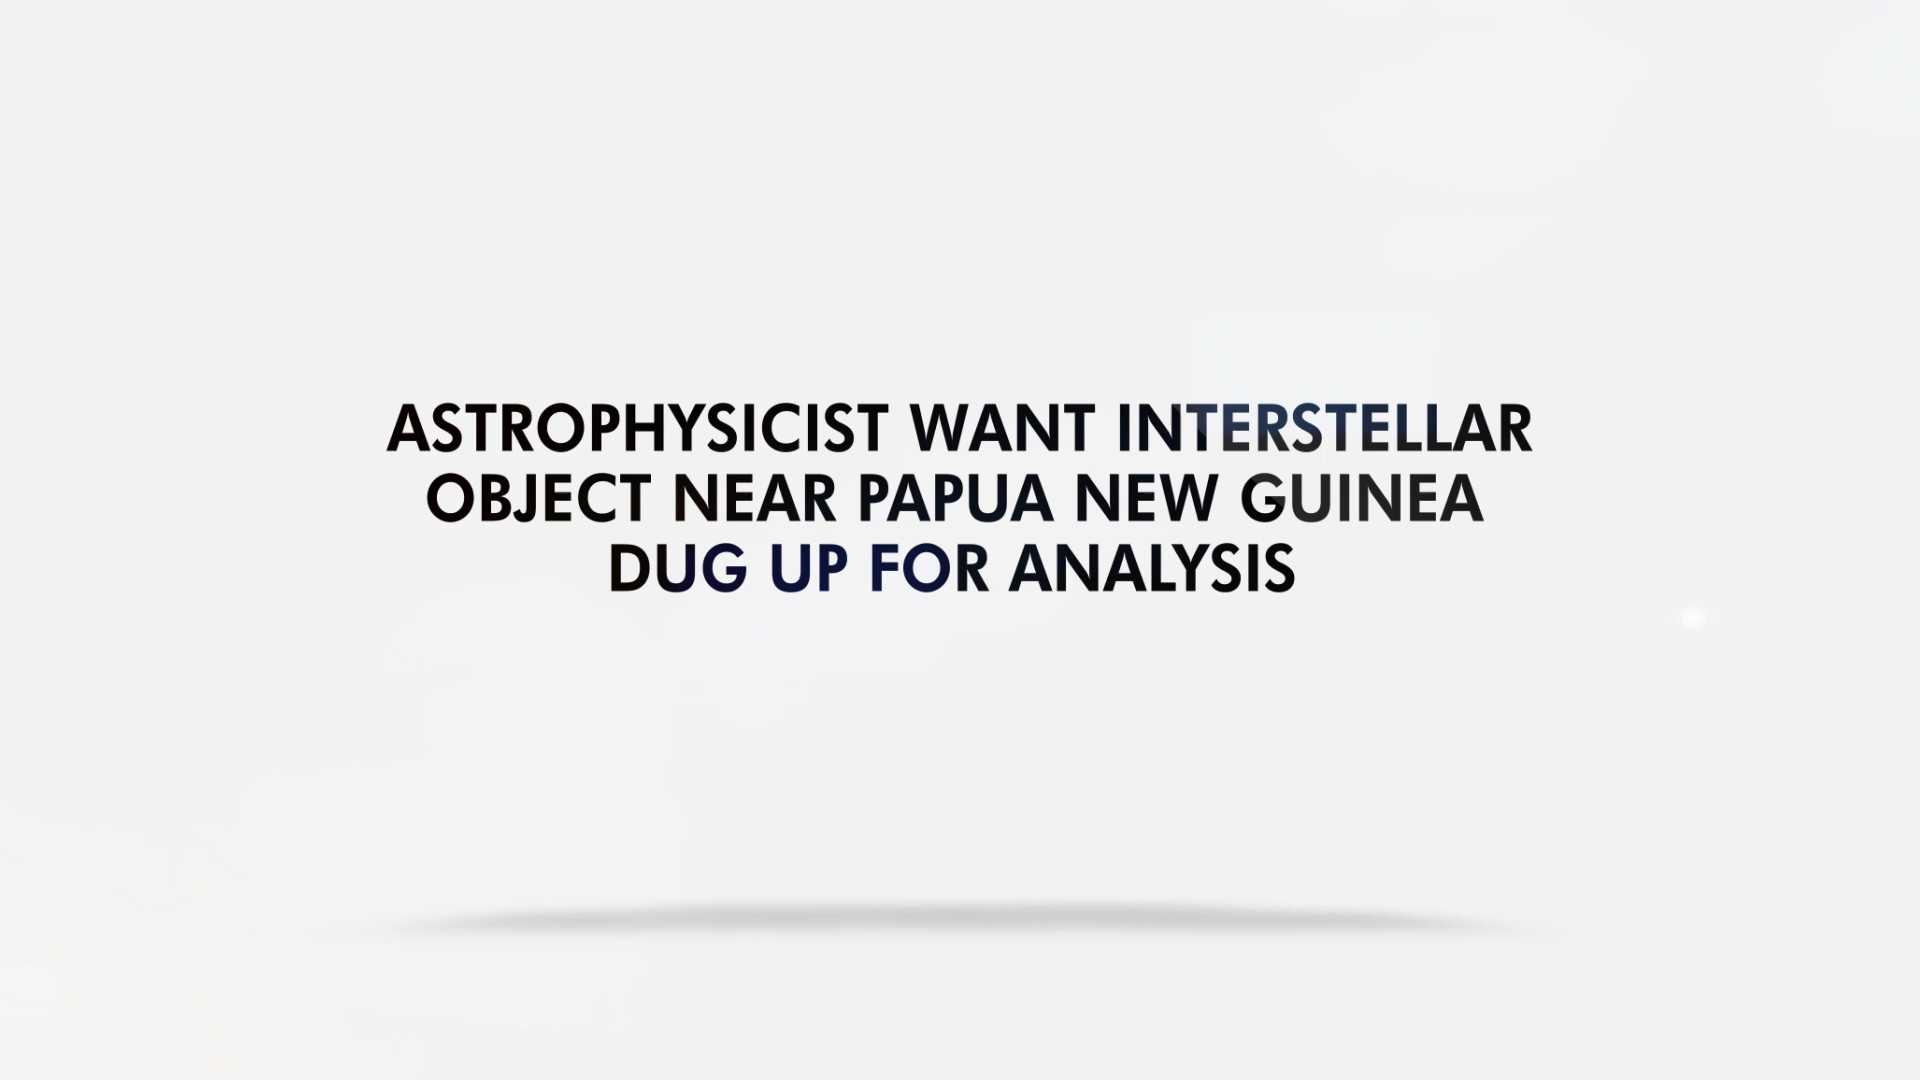 ASTROPHYSICIST WANT INTERSTELLAR
OBJECT NEAR PAPUA NEW GUINEA
DUG UP FOR ANALYSIS